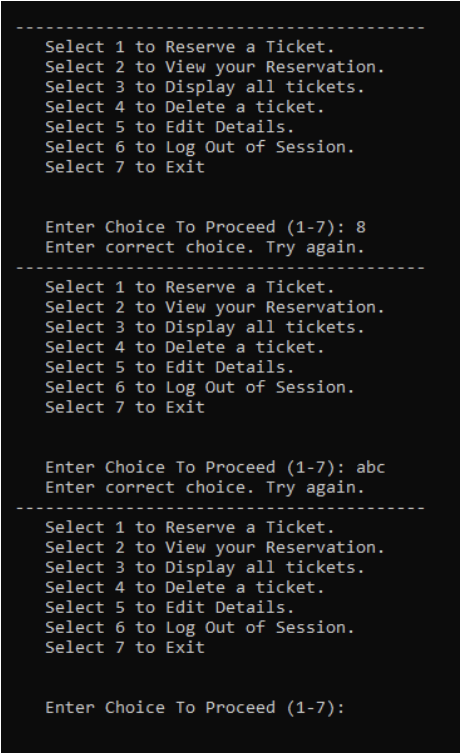 -----------------------------------------
Select 1 to Reserve a Ticket.
Select 2 to View your Reservation.
Select 3 to Display all tickets.
Select 4 to Delete a ticket.
Select 5 to Edit Details.
Select 6 to Log Out of Session.
Select 7 to Exit
Enter Choice To Proceed (1-7): 8
Enter correct choice. Try again.
-----------------------------------------
Select 1 to Reserve a Ticket.
Select 2 to View your Reservation.
Select 3 to Display all tickets.
Select 4 to Delete a ticket.
Select 5 to Edit Details.
Select 6 to Log Out of Session.
Select 7 to Exit
Enter Choice To Proceed (1-7): abc
Enter correct choice. Try again.
-----------------------------------------
Select 1 to Reserve a Ticket.
Select 2 to View your Reservation.
Select 3 to Display all tickets.
Select 4 to Delete a ticket.
Select 5 to Edit Details.
Select 6 to Log Out of Session.
Select 7 to Exit
Enter Choice To Proceed (1-7):